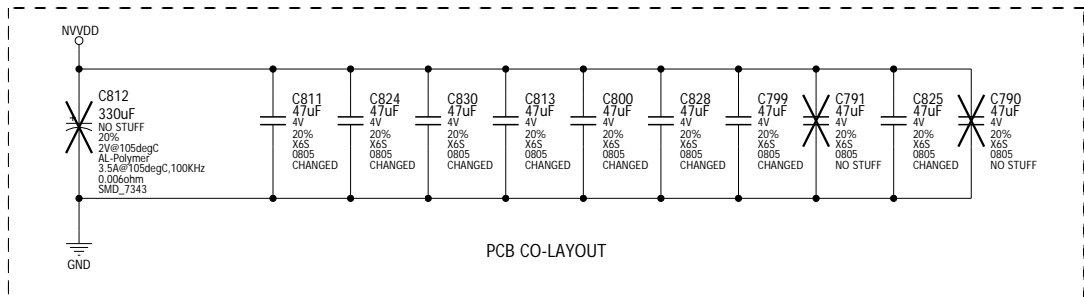 NVVDD
C812
330uF
NO STUFF
20%
2V@105degC
AL-Polymer
3.5A@105degC,100KHz
0.006ohm
SMD_7343
C811
47uF
4V
20%
X6S
0805
CHANGED
C824
47uF
4V
20%
X6S
0805
CHANGED
C830
47uF
4V
20%
X6S
0805
CHANGED
C813
47uF
4V
20%
X6S
0805
CHANGED
C800
47uF
4V
20%
X6S
0805
CHANGED
C828
47uF
4V
20%
X6S
0805
CHANGED
C799
47uF
4V
20%
X6S
0805
CHANGED
C791
47uF
4V
20%
X6S
0805
NO STUFF
C825
47uF
4V
20%
X6S
0805
CHANGED
C790
47uF
4V
20%
X6S
0805
NO STUFF
GND
PCB CO-LAYOUT